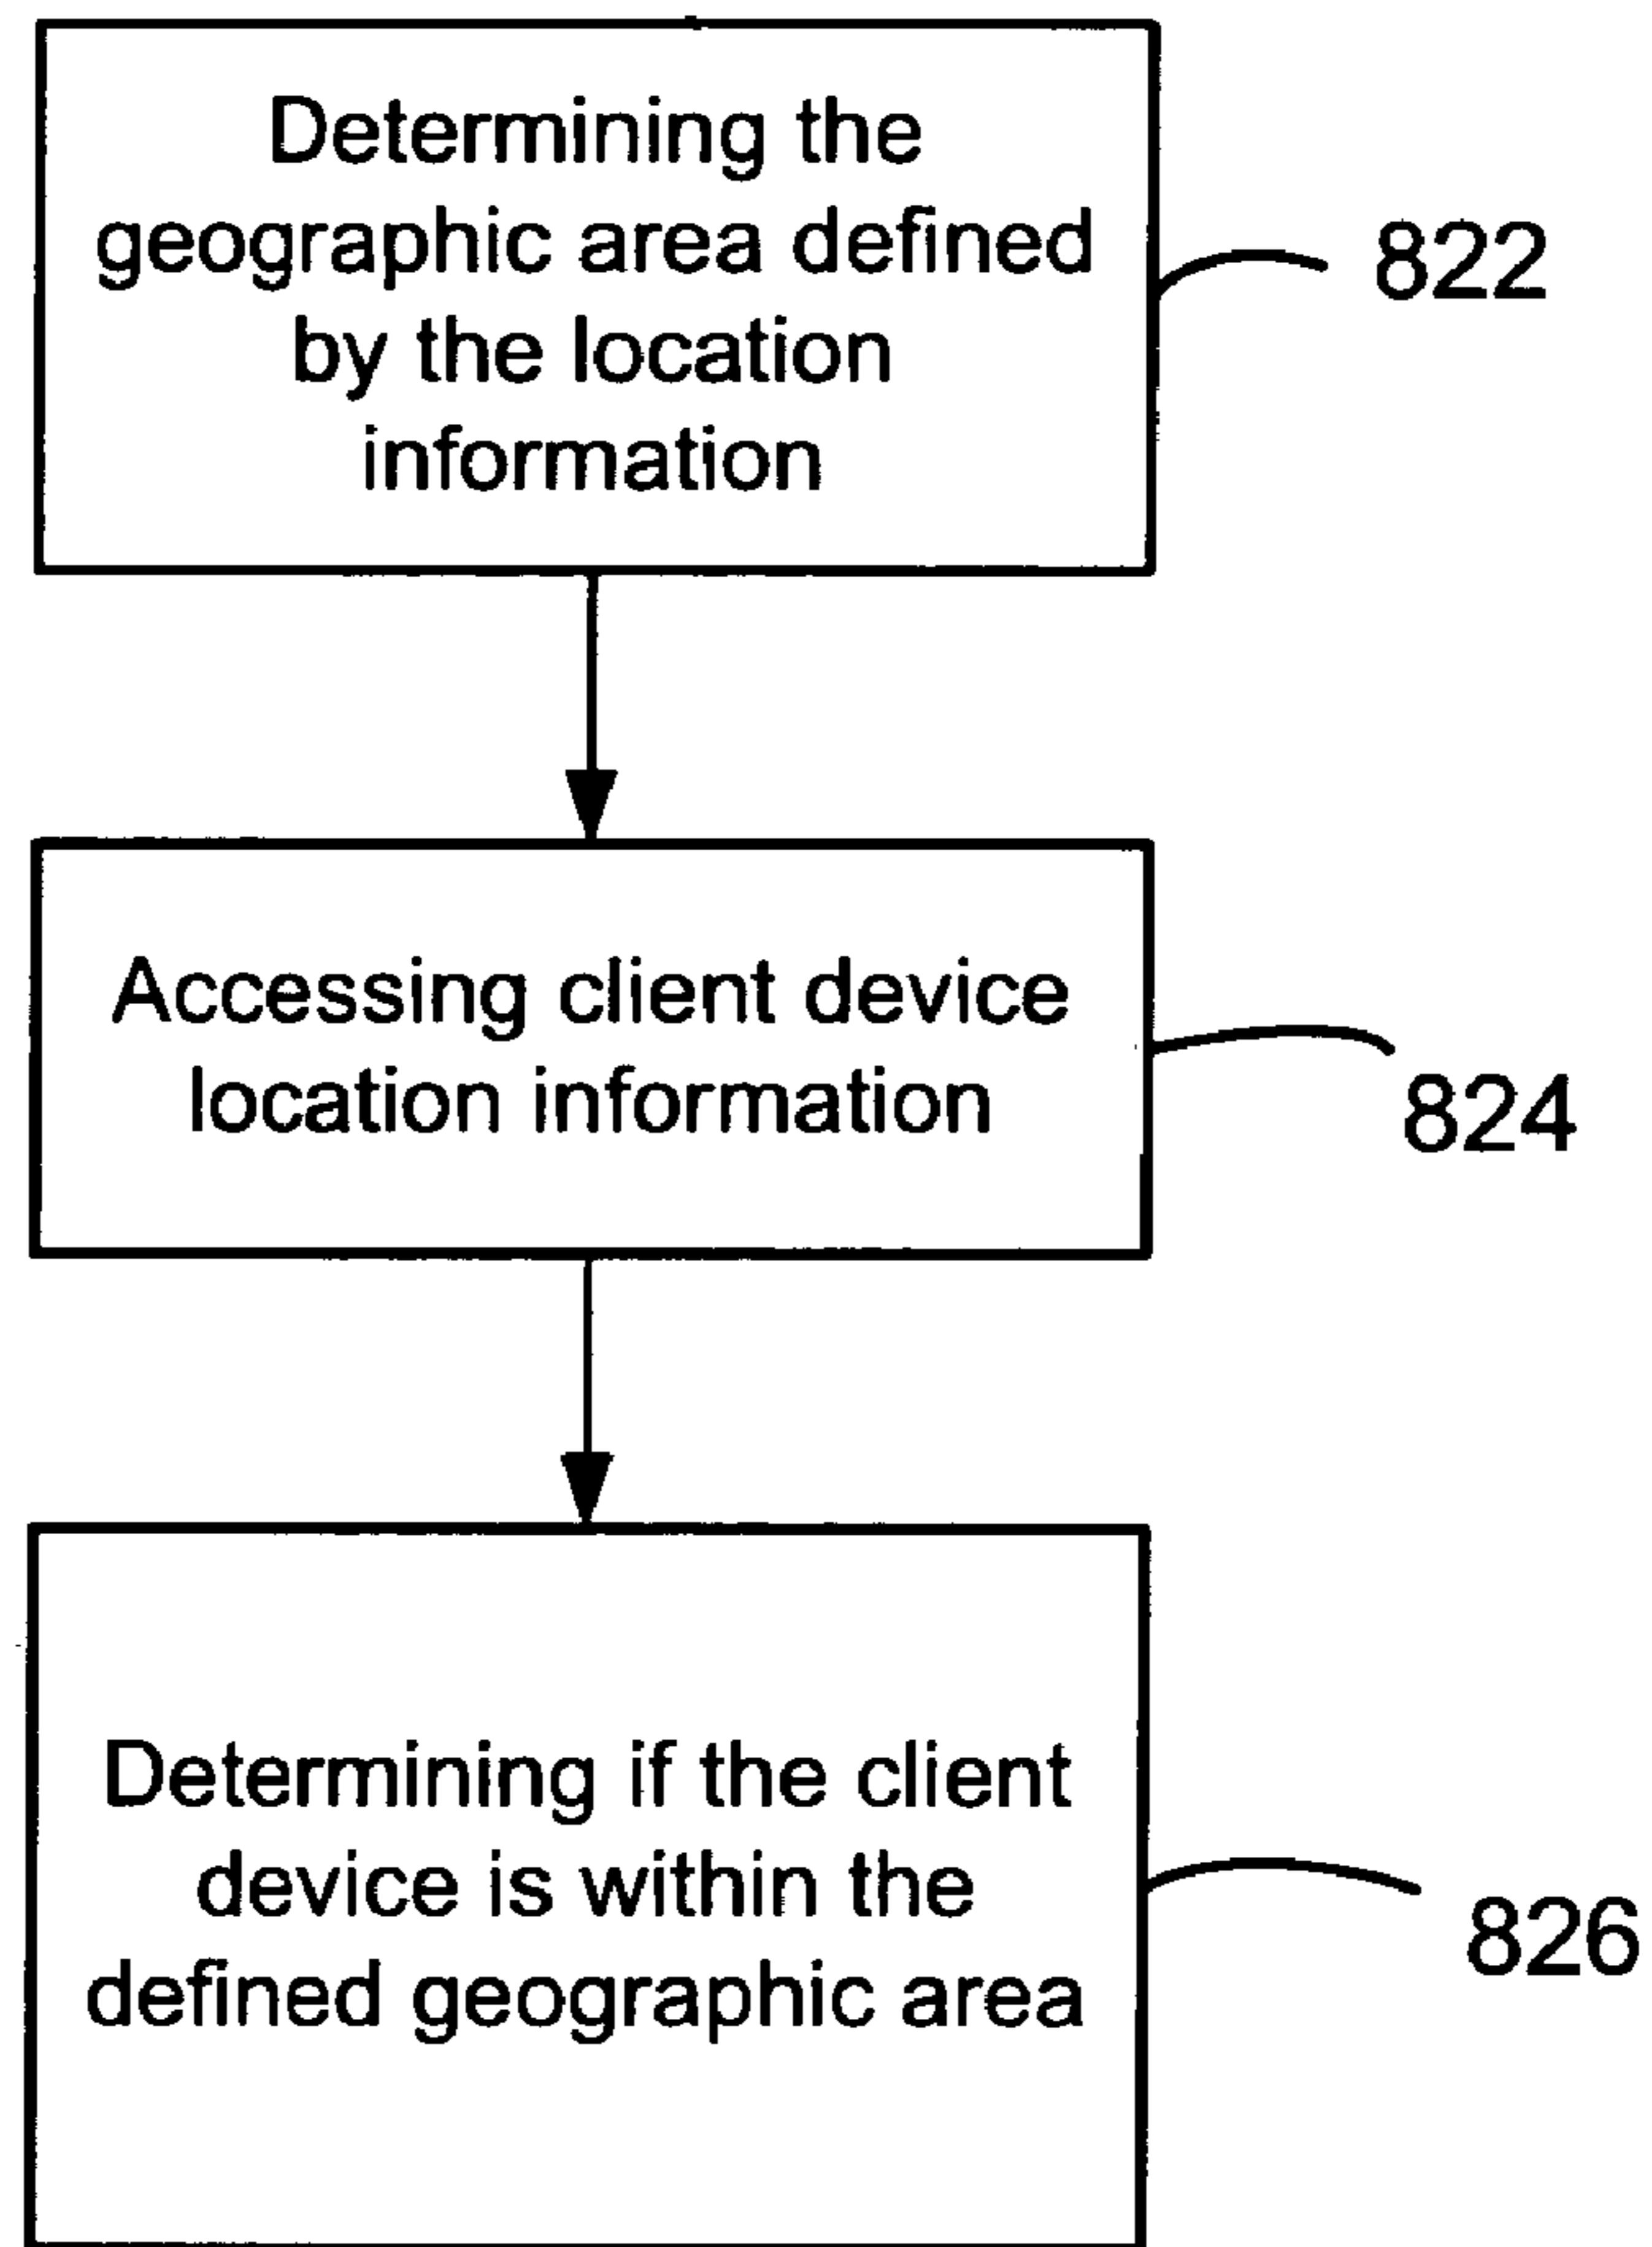 Determining the
geographic area defined
by the location
information
822
Accessing client device
location information
824
Determining if the client
device is within the
defined geographic area
826